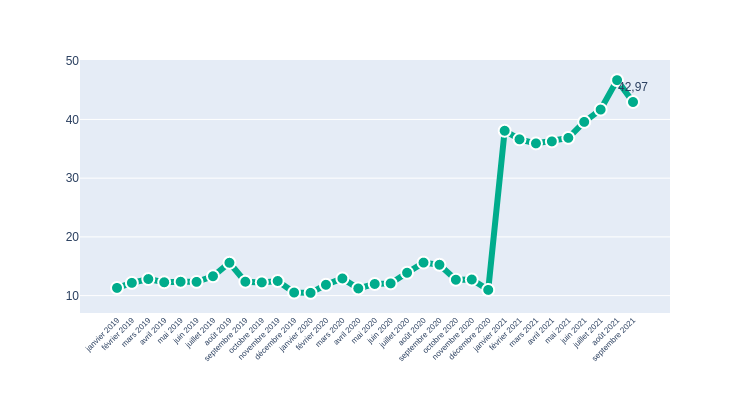 50
42,97
40
30
20
10
janvier 2019
février 2019
mars 2019
avril 2019
mai 2019
juin 2019
juillet 2019
août 2019
septembre 2019
octobre 2019
novembre 2019
décembre 2019
janvier 2020
février 2020
mars 2020
avril 2020
mai 2020
juin 2020
juillet 2020
août 2020
septembre 2020
octobre 2020
novembre 2020
décembre 2020
janvier 2021
février 2021
mars 2021
avril 2021
mai 2021
juin 2021
juillet 2021
août 2021
septembre 2021